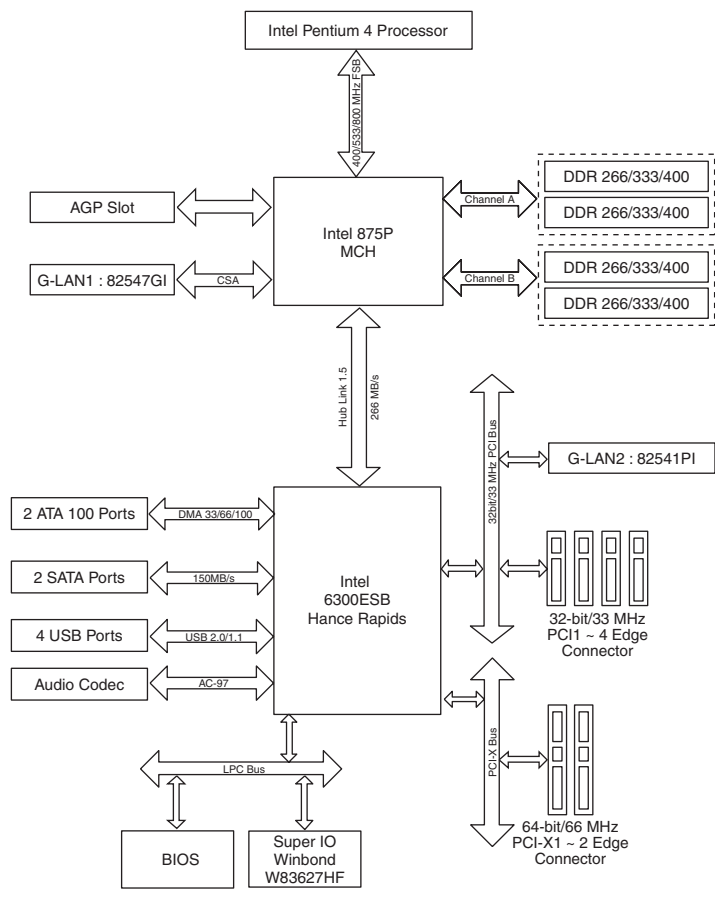 Intel Pentium 4 Processor
400/533/800 MHz FSB
AGP Slot
G-LAN1 : 82547GI
CSA
Intel 875P
MCH
Channel A
DDR 266/333/400
DDR 266/333/400
Channel B
DDR 266/333/400
DDR 266/333/400
Hub Link 1.5
266 MB/s
2 ATA 100 Ports
DMA 33/66/100
2 SATA Ports
150MB/s
4 USB Ports
USB 2.0/1.1
Audio Codec
AC-97
Intel
6300ESB
Hance Rapids
32bit/33 MHz PCI Bus
G-LAN2 : 82541PI
32-bit/33 MHz
PCI1 ~ 4 Edge
Connector
PCI-X Bus
64-bit/66 MHz
PCI-X1 ~ 2 Edge
Connector
LPC Bus
BIOS
Super IO
Winbond
W83627HF